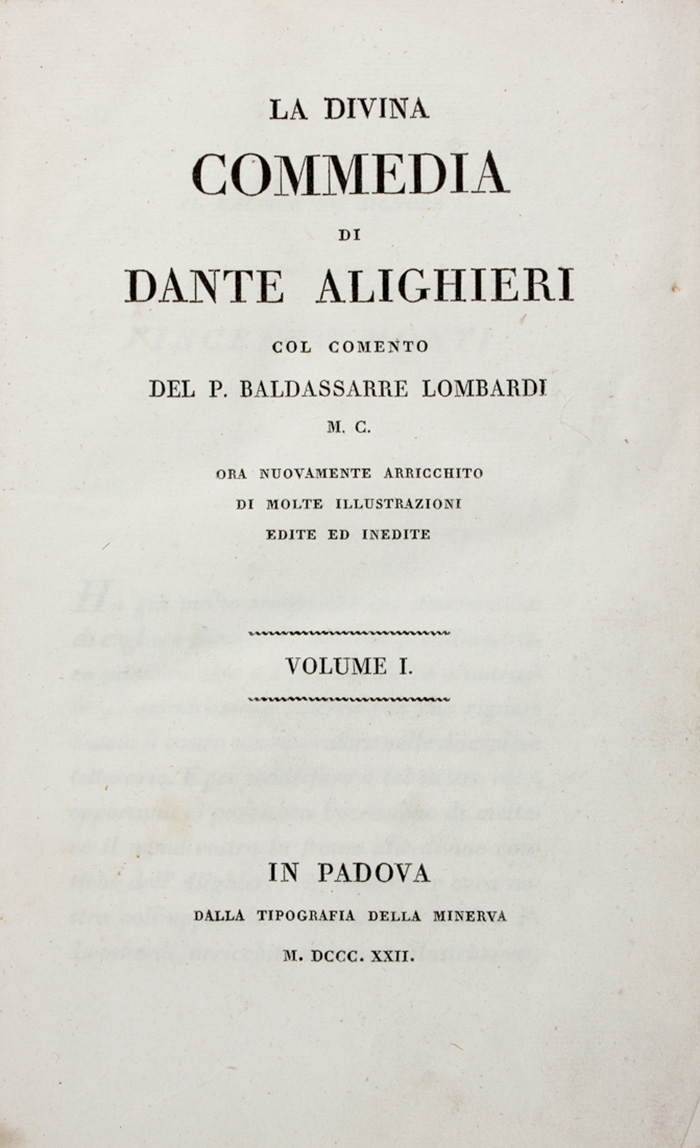 LA DIVINA
COMMEDIA
DI
DANTE ALIGHIERI
COL COMENTO
DEL P. BALDASSARRE LOMBARDI
M. C.
ORA NUOVAMENTE ARRICCHITO
DI MOLTE ILLUSTRAZIONI
EDITE ED INEDITE
VOLUME I.
IN PADOVA
DALLA TIPOGRAFIA DELLA MINERVA
M. DCCC. XXII.